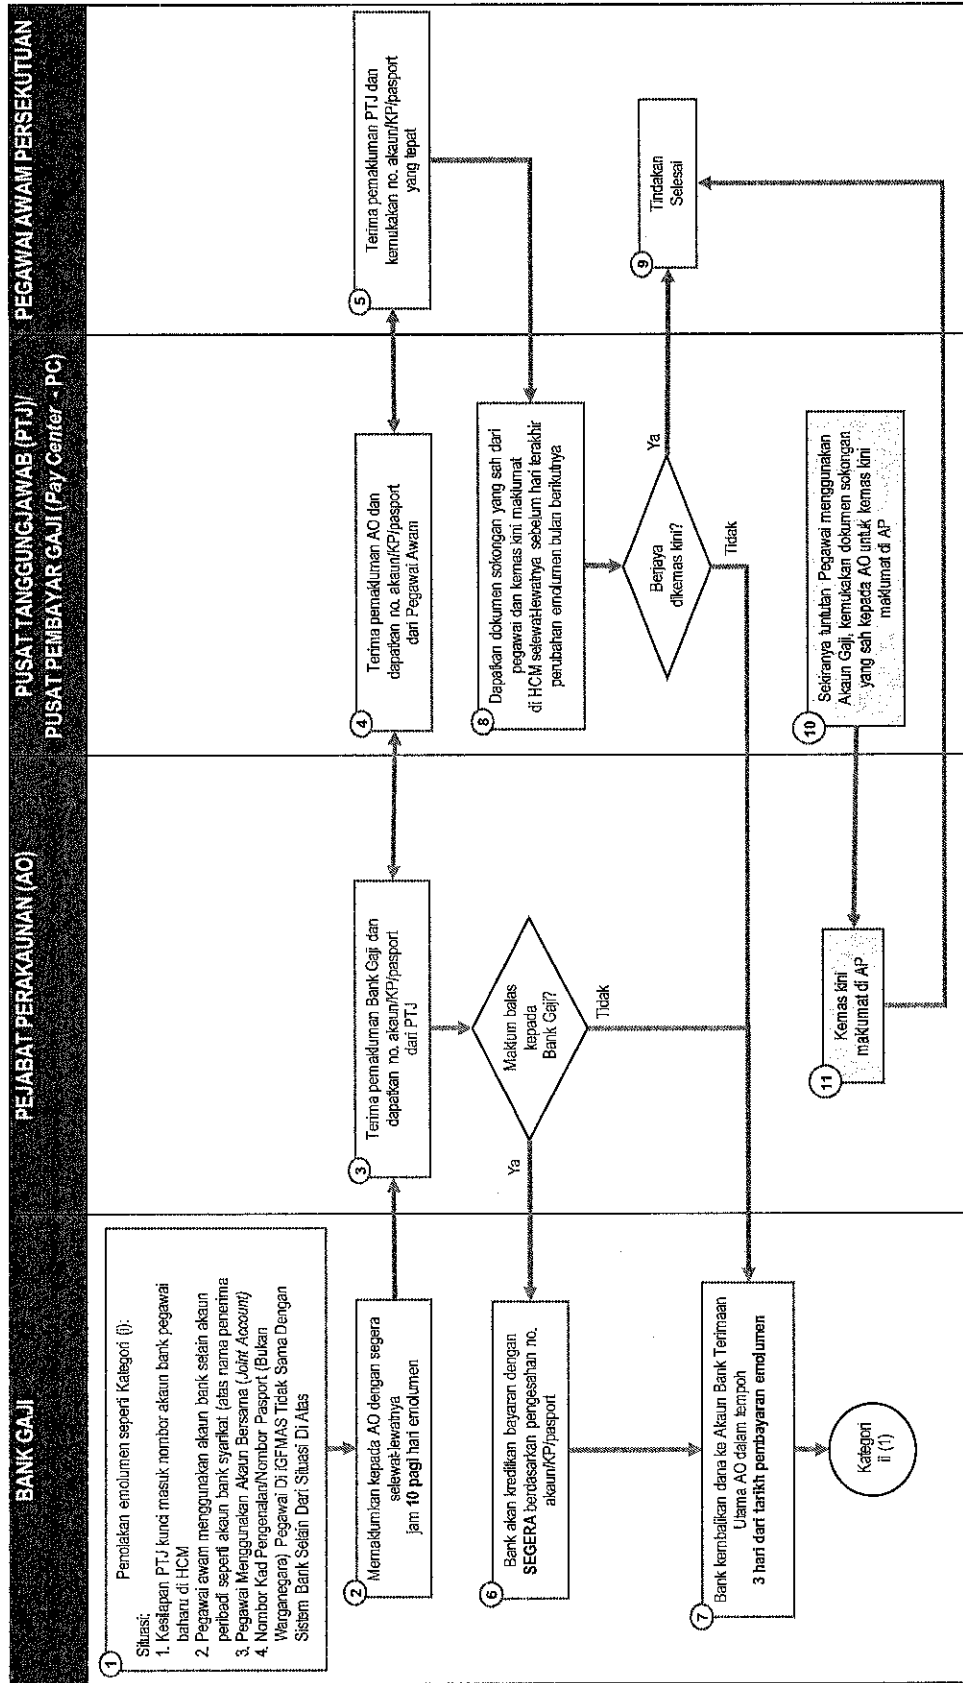 BANK GAJI
PEJABAT PERAKAUNAN (AO)
PUSAT TANGGUNGJAWAB (PTJ)/
PUSAT PEMBAYAR GAJI (Pay Center - PC)
PEGAWAI AWAM PERSEKUTUAN
1
Penolakan emolumen seperti Kategori (i):
Situasi;
1. Kesilapan PTJ kunci masuk nombor akaun bank pegawai
baharu di HCM
2. Pegawai awam menggunakan akaun bank selain akaun
peribadi seperti akaun bank syarikat (atas nama penerima
3. Pegawai Menggunakan Akaun Bersama (Joint Account)
4. Nombor Kad Pengenalan/Nombor Pasport (Bukan
Warganegara) Pegawai Di iGFMAS Tidak Sama Dengan
Sistem Bank Selain Dari Situasi Di Atas
2
Memaklumkan kepada AO dengan segera
selewat-lewatnya
jam 10 pagi hari emolumen
3
Terima pemakluman Bank Gaji dan
dapatkan no. akaun/KP/pasport
dari PTJ
4
Terima pemakluman AO dan
dapatkan no. akaun/KP/pasport
dari Pegawai Awam
5
Terima pemakluman PTJ dan
kemukakan no. akaun/KP/pasport
yang tepat
Maklum balas
kepada
Bank Gaji?
Ya
Tidak
6
Bank akan kreditkan bayaran dengan
SEGERA berdasarkan pengesahan no.
akaun/KP/pasport
7
Bank kembalikan dana ke Akaun Bank Terimaan
Utama AO dalam tempoh
3 hari dari tarikh pembayaran emolumen
Kategori
ii (1)
8
Dapatkan dokumen sokongan yang sah dari
pegawai dan kemas kini maklumat
di HCM selewat-lewatnya sebelum hari terakhir
perubahan emolumen bulan berikutnya
Berjaya
dikemas kini?
Ya
Tidak
9
Tindakan
Selesai
10
Sekiranya tuntutan Pegawai menggunakan
Akaun Gaji, kemukakan dokumen sokongan
yang sah kepada AO untuk kemas kini
maklumat di AP
11
Kemas kini
maklumat di AP